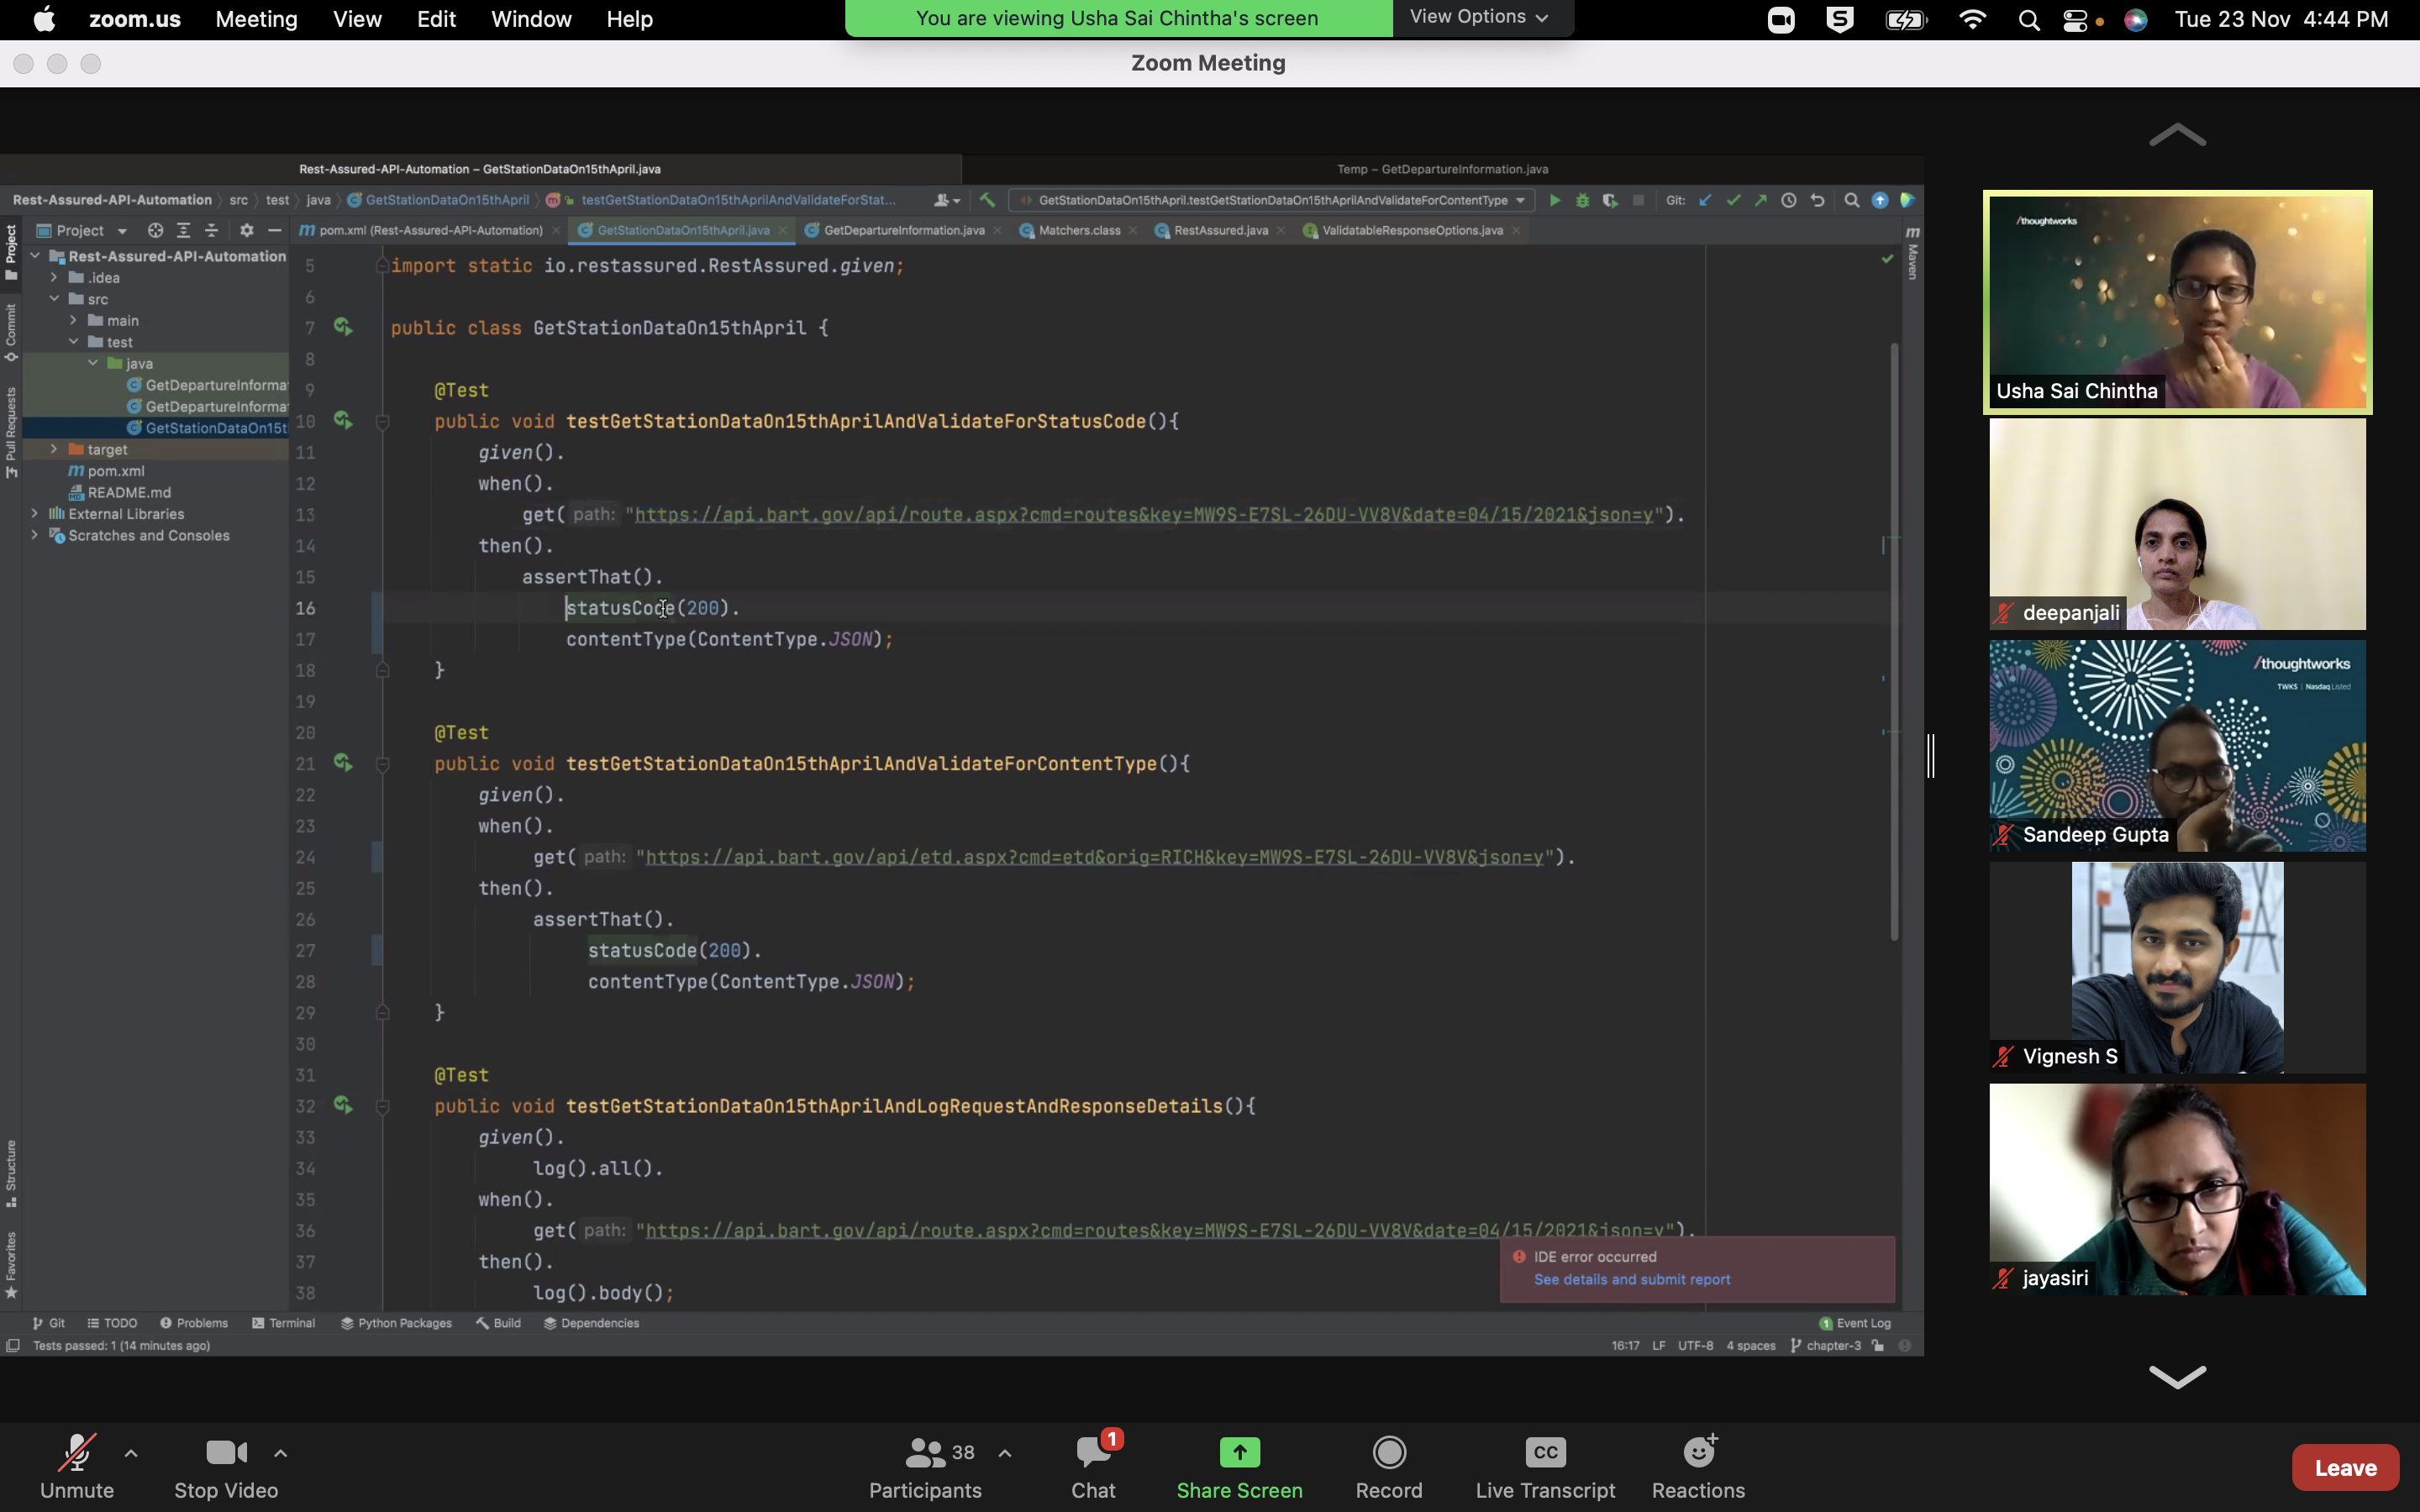 zoom.us Meeting View Edit Window Help
You are viewing Usha Sai Chintha's screen View Options
Tue 23 Nov 4:44 PM
Zoom Meeting
Rest-Assured-API-Automation – GetStationDataOn15thApril.java
Temp – GetDepartureInformation.java
Rest-Assured-API-Automation src test java GetStationDataOn15thApril testGetStationDataOn15thAprilAndValidateForStat...
GetStationDataOn15thApril.testGetStationDataOn15thAprilAndValidateForContentType
Git:
Project
pom.xml (Rest-Assured-API-Automation) GetStationDataOn15thApril.java GetDepartureInformation.java Matchers.class RestAssured.java ValidatableResponseOptions.java
Project
Commit
Pull Requests
Structure
Favorites
Maven
Rest-Assured-API-Automation
.idea
src
main
test
java
GetDepartureInforma
GetDepartureInforma
GetStationDataOn15t
target
pom.xml
README.md
External Libraries
Scratches and Consoles
5 import static io.restassured.RestAssured.given;
6
7 public class GetStationDataOn15thApril {
8
9 @Test
10 public void testGetStationDataOn15thAprilAndValidateForStatusCode(){
11 given().
12 when().
13 get( path: "https://api.bart.gov/api/route.aspx?cmd=routes&key=MW9S-E7SL-26DU-VV8V&date=04/15/2021&json=y").
14 then().
15 assertThat().
16 statusCode(200).
17 contentType(ContentType.JSON);
18 }
19
20 @Test
21 public void testGetStationDataOn15thAprilAndValidateForContentType(){
22 given().
23 when().
24 get( path: "https://api.bart.gov/api/etd.aspx?cmd=etd&orig=RICH&key=MW9S-E7SL-26DU-VV8V&json=y").
25 then().
26 assertThat().
27 statusCode(200).
28 contentType(ContentType.JSON);
29 }
30
31 @Test
32 public void testGetStationDataOn15thAprilAndLogRequestAndResponseDetails(){
33 given().
34 log().all().
35 when().
36 get( path: "https://api.bart.gov/api/route.aspx?cmd=routes&key=MW9S-E7SL-26DU-VV8V&date=04/15/2021&json=y").
37 then().
38 log().body();
IDE error occurred
See details and submit report
Git TODO Problems Terminal Python Packages Build Dependencies
1 Event Log
Tests passed: 1 (14 minutes ago)
16:17 LF UTF-8 4 spaces chapter-3
/thoughtworks
Usha Sai Chintha
deepanjali
/thoughtworks
TWKS | Nasdaq Listed
Sandeep Gupta
Vignesh S
jayasiri
Unmute
Stop Video
38
Participants
1
Chat
Share Screen
Record
CC
Live Transcript
Reactions
Leave